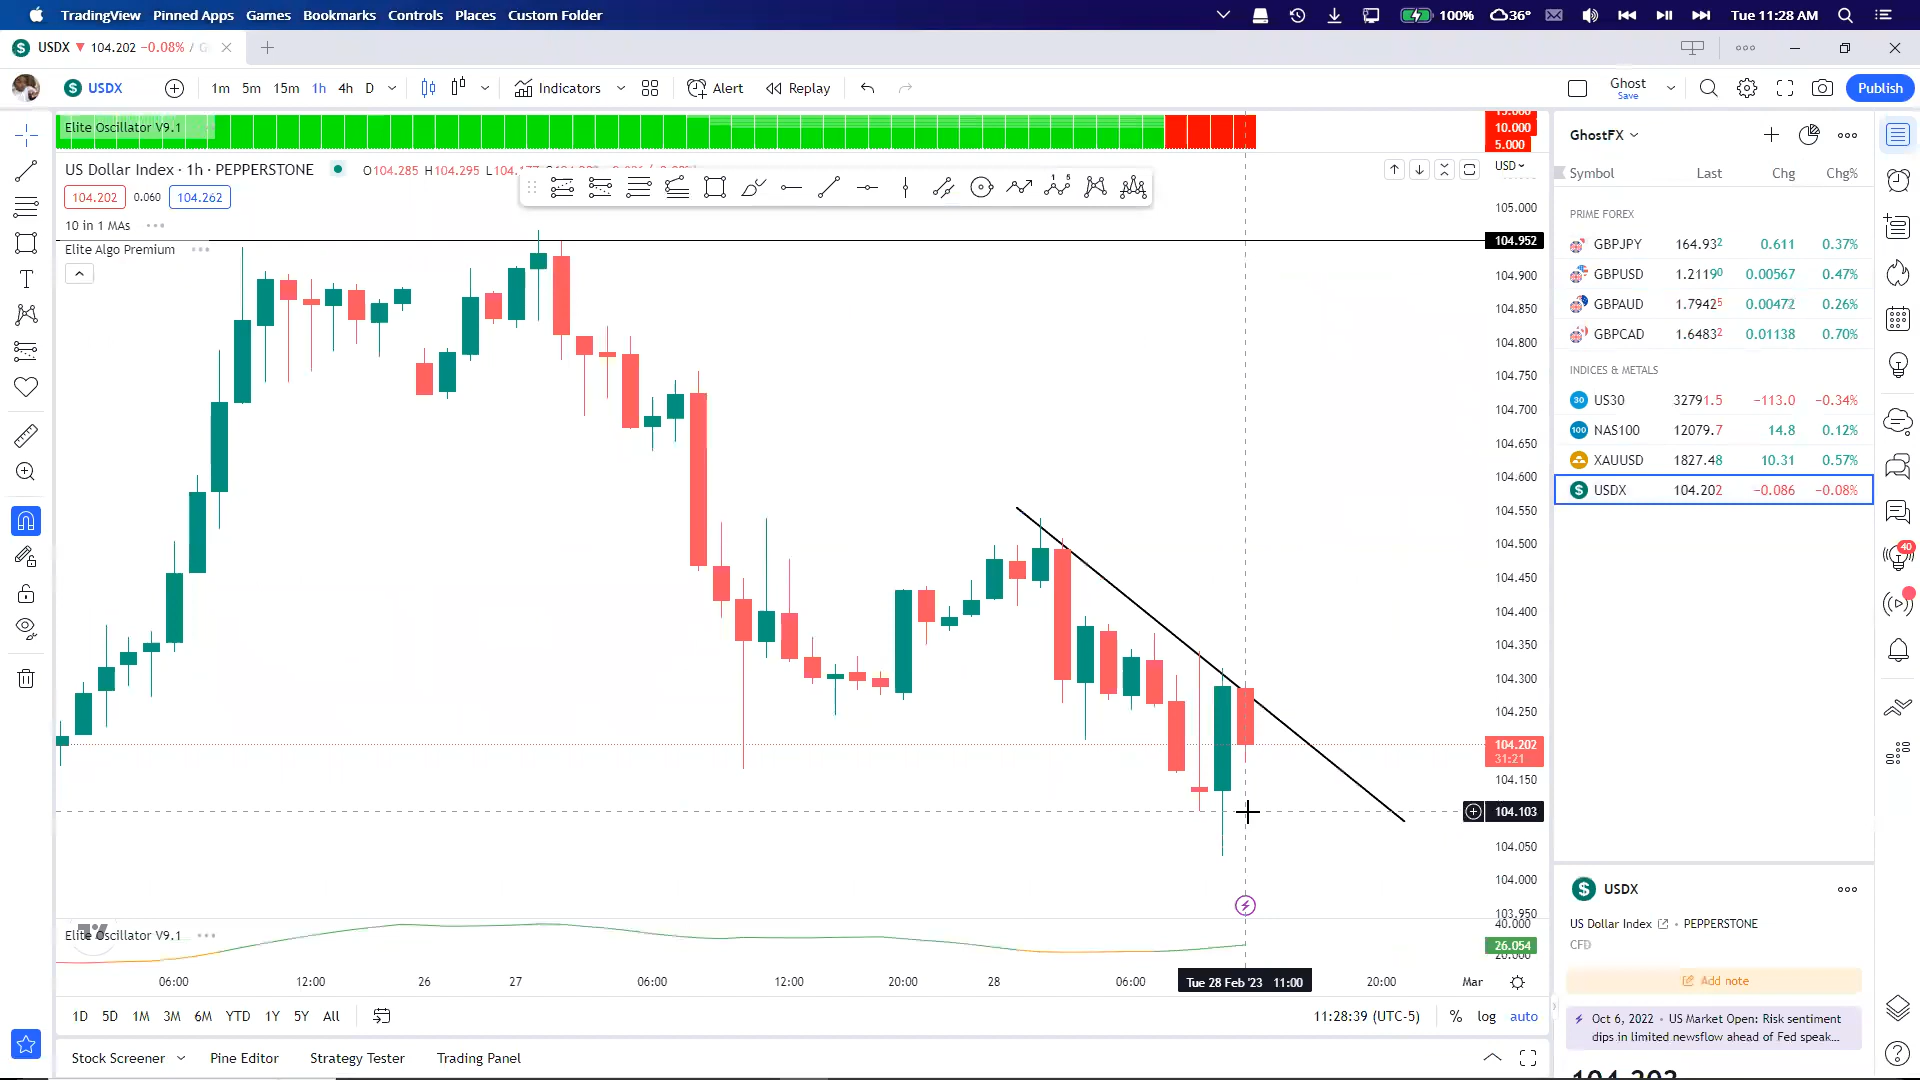 TradingView Pinned Apps Games Bookmarks Controls Places Custom Folder 100% 36° Tue 11:28 AM
USDX 104.202 −0.08% /
USDX 1m 5m 15m 1h 4h D Indicators Alert Replay Ghost Save Publish
Elite Oscillator V9.1
15.000
10.000
5.000
US Dollar Index · 1h · PEPPERSTONE O104.285 H104.295 USD
104.202 0.060 104.262
10 in 1 MAs
Elite Algo Premium
105.000
104.952
104.900
104.850
104.800
104.750
104.700
104.650
104.600
104.550
104.500
104.450
104.400
104.350
104.300
104.250
104.202
31:21
104.150
104.103
104.050
104.000
103.950
40.000
Elite Oscillator V9.1
26.054
20.000
06:00 12:00 26 27 06:00 12:00 20:00 28 06:00 Tue 28 Feb '23 11:00 20:00 Mar
1D 5D 1M 3M 6M YTD 1Y 5Y All 11:28:39 (UTC-5) % log auto
Stock Screener Pine Editor Strategy Tester Trading Panel
GhostFX
Symbol Last Chg Chg%
PRIME FOREX
GBPJPY 164.932 0.611 0.37%
GBPUSD 1.21190 0.00567 0.47%
GBPAUD 1.79425 0.00472 0.26%
GBPCAD 1.64832 0.01138 0.70%
INDICES & METALS
30 US30 32791.5 −113.0 −0.34%
100 NAS100 12079.7 14.8 0.12%
XAUUSD 1827.48 10.31 0.57%
USDX 104.202 −0.086 −0.08%
USDX
US Dollar Index · PEPPERSTONE
CFD
Add note
Oct 6, 2022 · US Market Open: Risk sentiment
dips in limited newsflow ahead of Fed speak...
40